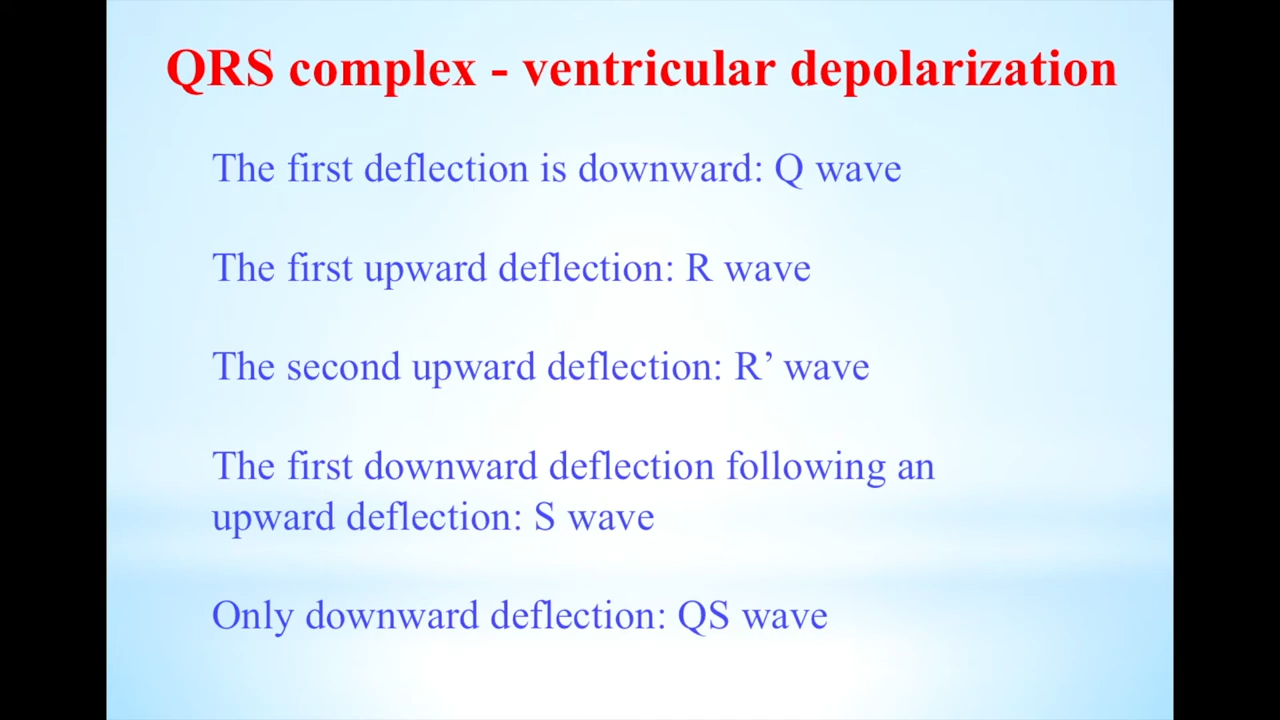 QRS complex - ventricular depolarization
The first deflection is downward: Q wave
The first upward deflection: R wave
The second upward deflection: R’ wave
The first downward deflection following an
upward deflection: S wave
Only downward deflection: QS wave